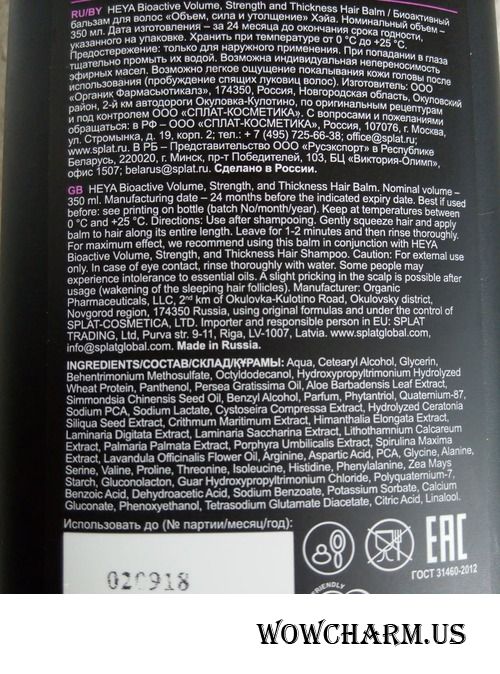 RU/BY HEYA Bioactive Volume, Strength and Thickness Hair Balm / Биоактивный
бальзам для волос «Объем, сила и утолщение» Хэйа. Номинальный объем –
350 мл. Дата изготовления – за 24 месяца до окончания срока годности,
указанного на упаковке. Хранить при температуре от 0 °C до +25 °C.
Предостережение: только для наружного применения. При попадании в глаза
тщательно промыть их водой. Возможна индивидуальная непереносимость
эфирных масел. Возможно легкое ощущение покалывания кожи головы после
использования (пробуждение спящих луковиц волос). Изготовитель: ООО
«Органик Фармасьютикалз», 174350, Россия, Новгородская область, Окуловский
район, 2-й км автодороги Окуловка-Кулотино, по оригинальным рецептурам
и под контролем ООО «СПЛАТ-КОСМЕТИКА». С вопросами и пожеланиями
обращаться: в РФ – ООО «СПЛАТ-КОСМЕТИКА», Россия, 107076, г. Москва,
ул. Стромынка, д. 19, корп. 2; тел.: + 7 (495) 725-66-38; office@splat.ru;
www.splat.ru. В РБ – Представительство ООО «Русэкспорт» в Республике
Беларусь, 220020, г. Минск, пр-т Победителей, 103, БЦ «Виктория-Олимп»,
офис 1507; belarus@splat.ru. Сделано в России.
GB HEYA Bioactive Volume, Strength, and Thickness Hair Balm. Nominal volume –
350 ml. Manufacturing date – 24 months before the indicated expiry date. Best if used
before: see printing on bottle (batch No/month/year). Keep at temperatures between
0 °C and +25 °C. Directions: Use after shampooing. Gently squeeze hair and apply
balm to hair along its entire length. Leave for 1-2 minutes and then rinse thoroughly.
For maximum effect, we recommend using this balm in conjunction with HEYA
Bioactive Volume, Strength, and Thickness Hair Shampoo. Caution: For external use
only. In case of eye contact, rinse thoroughly with water. Some people may
experience intolerance to essential oils. A slight pricking in the scalp is possible after
usage (wakening of the sleeping hair follicles). Manufacturer: Organic
Pharmaceuticals, LLC, 2nd km of Okulovka-Kulotino Road, Okulovsky district,
Novgorod region, 174350 Russia, using original formulas and under the control of
SPLAT-COSMETICA, LTD. Importer and responsible person in EU: SPLAT
TRADING, Ltd, Purva str. 9-11, Riga, LV-1007, Latvia. www.splatglobal.com,
info@splatglobal.com. Made in Russia.
INGREDIENTS/СОСТАВ/СКЛАД/ҚҰРАМЫ: Aqua, Cetearyl Alcohol, Glycerin,
Behentrimonium Methosulfate, Octyldodecanol, Hydroxypropyltrimonium Hydrolyzed
Wheat Protein, Panthenol, Persea Gratissima Oil, Aloe Barbadensis Leaf Extract,
Simmondsia Chinensis Seed Oil, Benzyl Alcohol, Parfum, Phytantriol, Quaternium-87,
Sodium PCA, Sodium Lactate, Cystoseira Compressa Extract, Hydrolyzed Ceratonia
Siliqua Seed Extract, Crithmum Maritimum Extract, Himanthalia Elongata Extract,
Laminaria Digitata Extract, Laminaria Saccharina Extract, Lithothamnium Calcareum
Extract, Palmaria Palmata Extract, Porphyra Umbilicalis Extract, Spirulina Maxima
Extract, Lavandula Officinalis Flower Oil, Arginine, Aspartic Acid, PCA, Glycine, Alanine,
Serine, Valine, Proline, Threonine, Isoleucine, Histidine, Phenylalanine, Zea Mays
Starch, Gluconolacton, Guar Hydroxypropyltrimonium Chloride, Polyquaternium-7,
Benzoic Acid, Dehydroacetic Acid, Sodium Benzoate, Potassium Sorbate, Calcium
Gluconate, Phenoxyethanol, Tetrasodium Glutamate Diacetate, Citric Acid, Linalool.
Использовать до (№ партии/месяц/год):
020918
EAC
ГОСТ 31460-2012
FRIENDLY
WOWCHARM.US